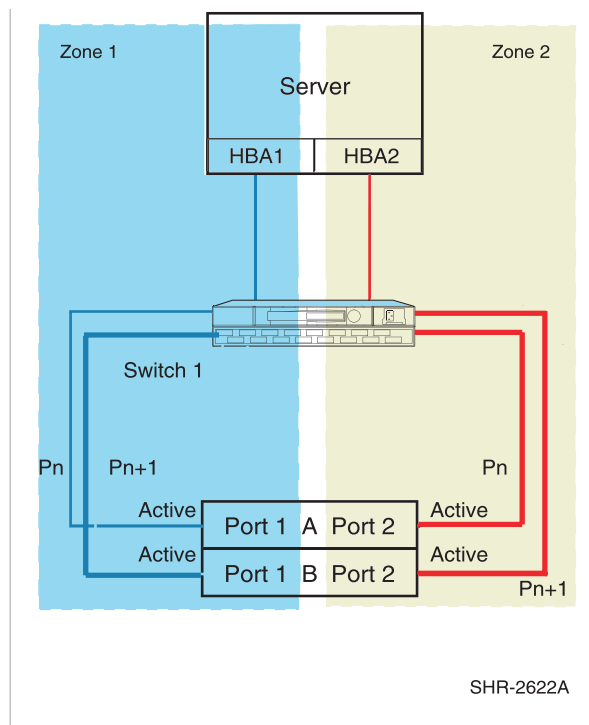 Zone 1
Zone 2
Server
HBA1
HBA2
Switch 1
Pn
Pn+1
Pn
Active
Port 1
A
Port 2
Active
Active
Port 1
B
Port 2
Active
Pn+1
SHR-2622A